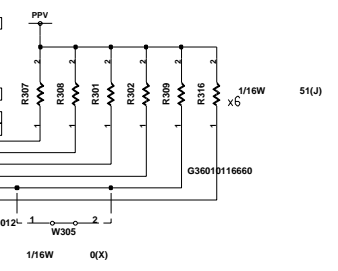 PPV
2 2 2 2 2 2
R307 R308 R301 R302 R309 R316 x6 1/16W 51(J)
1 1 1 1 1 1
G36010116660
012 1 2
W305
1/16W 0(X)